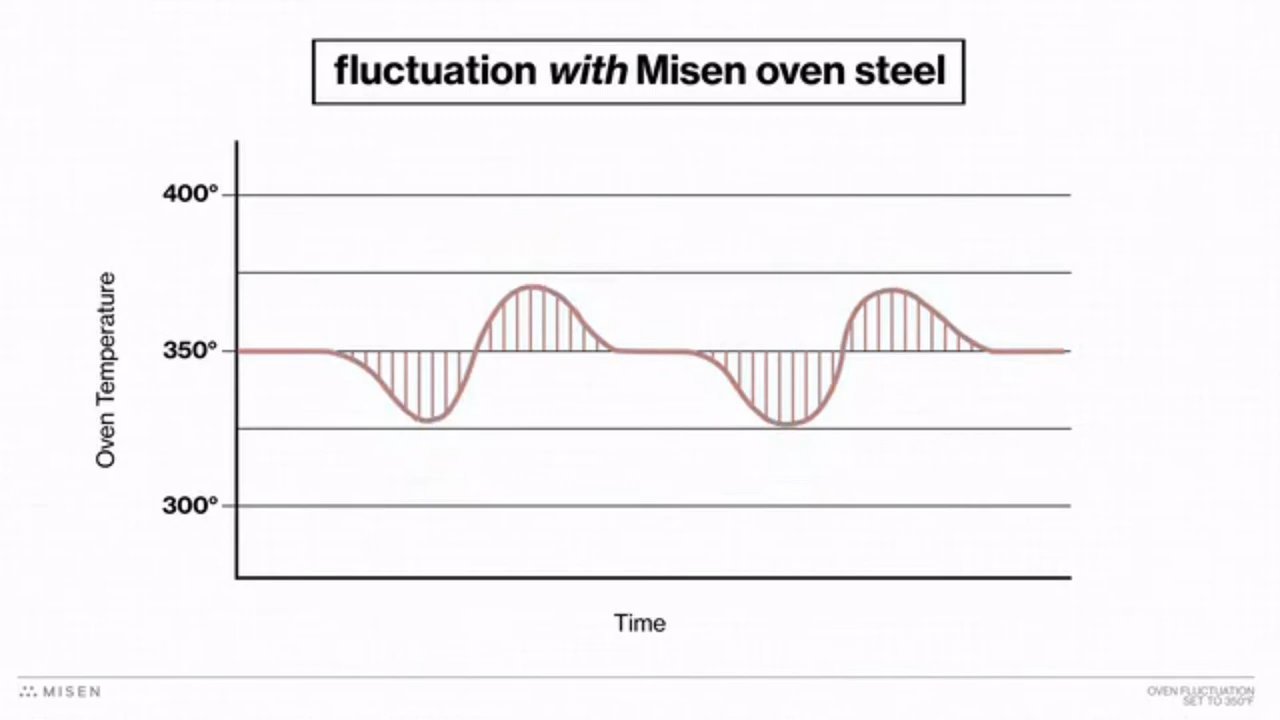 fluctuation with Misen oven steel
400°
350°
300°
Oven Temperature
Time
MISEN
OVEN FLUCTUATION
SET TO 350°F